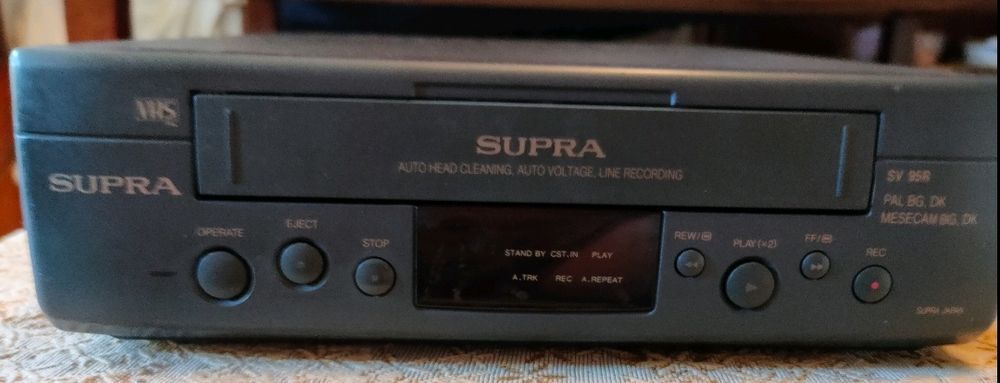 VHS
SUPRA
AUTO HEAD CLEANING, AUTO VOLTAGE, LINE RECORDING
SUPRA
SV 95R
PAL BG, DK
MESECAM BG, DK
OPERATE
EJECT
STOP
STAND BY CST.IN PLAY
A.TRK REC A.REPEAT
REW/
PLAY(×2)
FF/
REC
SUPRA JAPAN